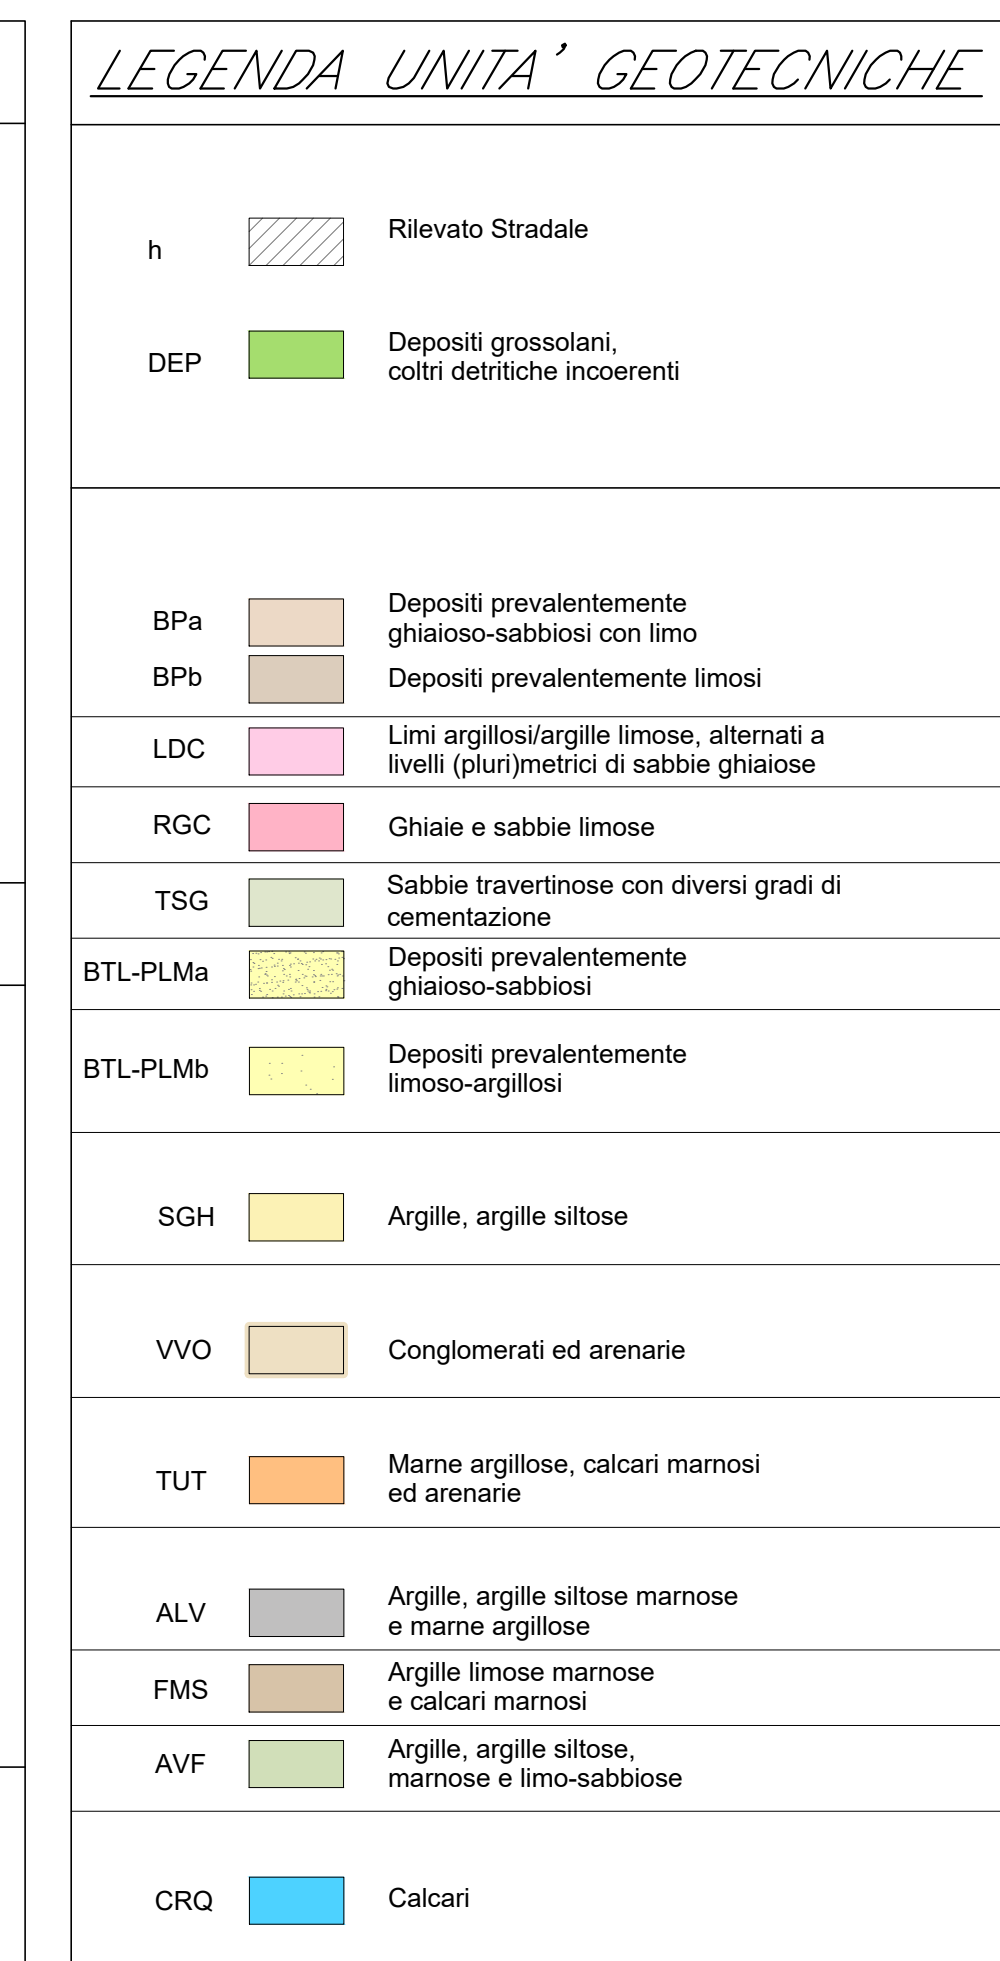 LEGENDA UNITA' GEOTECNICHE
h
Rilevato Stradale
DEP
Depositi grossolani,
coltri detritiche incoerenti
BPa
Depositi prevalentemente
ghiaioso-sabbiosi con limo
BPb
Depositi prevalentemente limosi
LDC
Limi argillosi/argille limose, alternati a
livelli (pluri)metrici di sabbie ghiaiose
RGC
Ghiaie e sabbie limose
TSG
Sabbie travertinose con diversi gradi di
cementazione
BTL-PLMa
Depositi prevalentemente
ghiaioso-sabbiosi
BTL-PLMb
Depositi prevalentemente
limoso-argillosi
SGH
Argille, argille siltose
VVO
Conglomerati ed arenarie
TUT
Marne argillose, calcari marnosi
ed arenarie
ALV
Argille, argille siltose marnose
e marne argillose
FMS
Argille limose marnose
e calcari marnosi
AVF
Argille, argille siltose,
marnose e limo-sabbiose
CRQ
Calcari